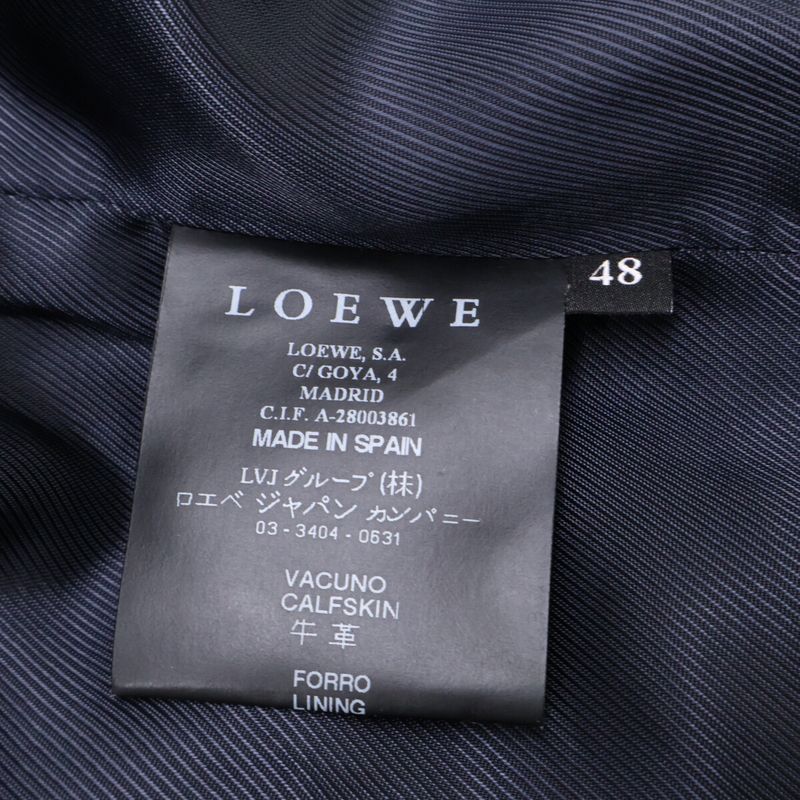 LOEWE
48
LOEWE, S.A.
C/ GOYA, 4
MADRID
C.I.F. A-28003861
MADE IN SPAIN
LVJ グループ (株)
ロエベ ジャパン カンパニー
03-3404-0631
VACUNO
CALFSKIN
牛革
FORRO
LINING